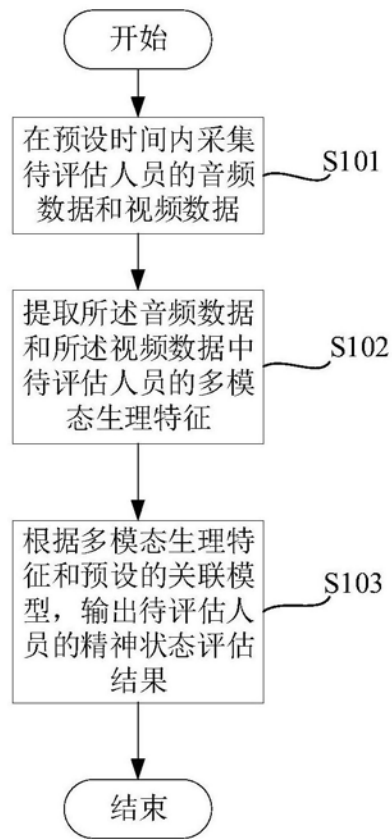 开始
在预设时间内采集
待评估人员的音频
数据和视频数据
S101
提取所述音频数据
和所述视频数据中
待评估人员的多模
态生理特征
S102
根据多模态生理特
征和预设的关联模
型，输出待评估人
员的精神状态评估
结果
S103
结束